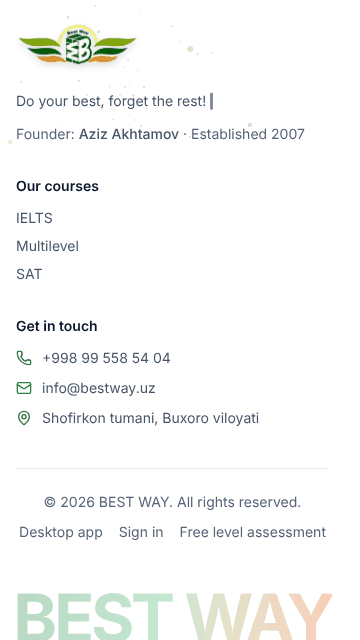 Best Way
Do your best, forget the rest!
Founder: Aziz Akhtamov · Established 2007
Our courses
IELTS
Multilevel
SAT
Get in touch
+998 99 558 54 04
info@bestway.uz
Shofirkon tumani, Buxoro viloyati
© 2026 BEST WAY. All rights reserved.
Desktop app Sign in Free level assessment
BEST WAY